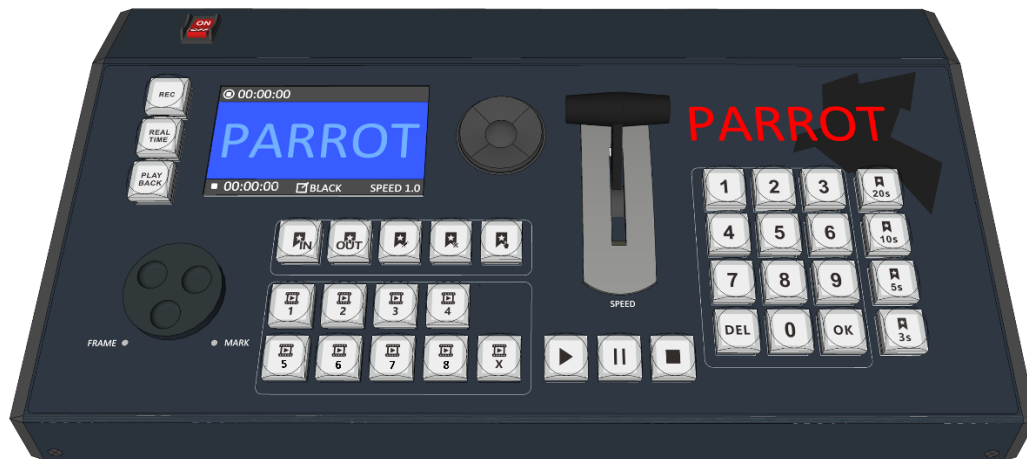 ON
OFF
REC
REAL
TIME
PLAY
BACK
00:00:00
PARROT
00:00:00 BLACK SPEED 1.0
PARROT
1 2 3 20s
4 5 6 10s
7 8 9 5s
DEL 0 OK 3s
IN OUT
1 2 3 4
5 6 7 8 X
SPEED
FRAME MARK